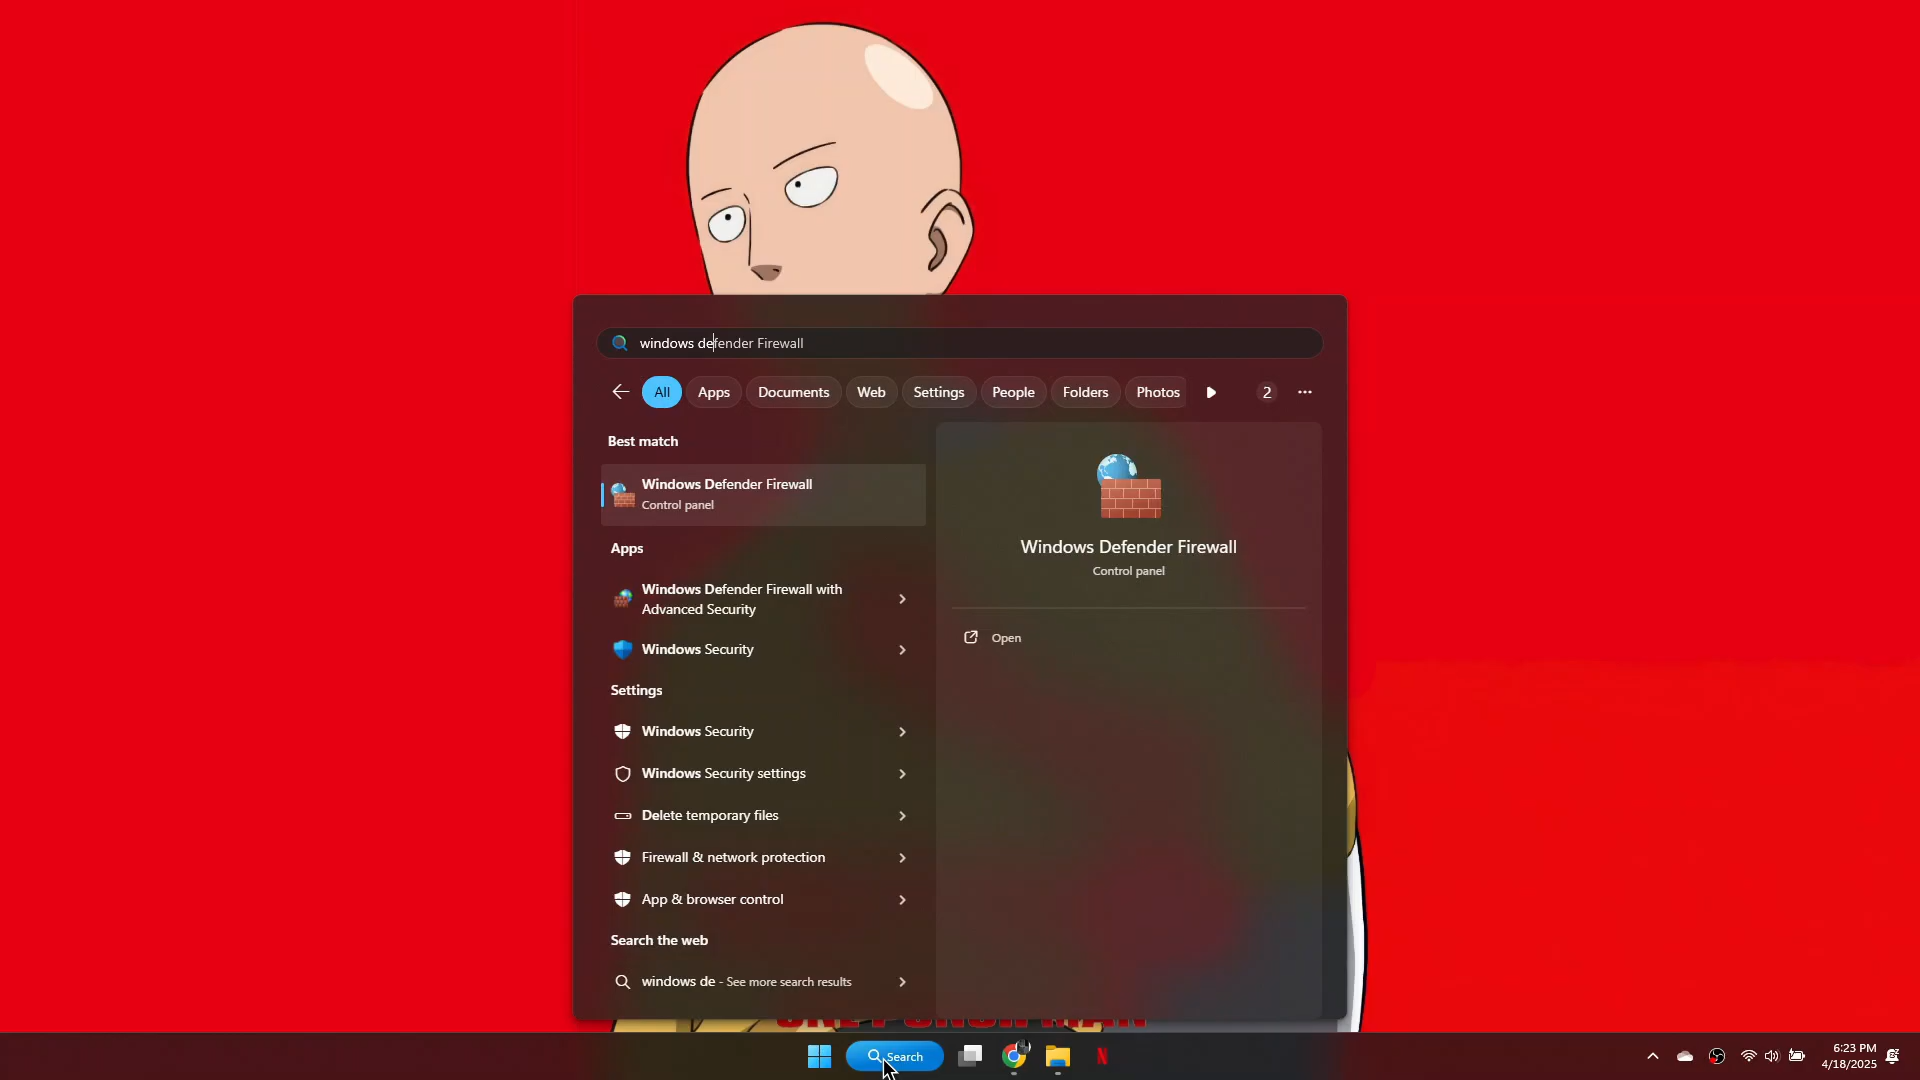 windows defender Firewall
All
Apps
Documents
Web
Settings
People
Folders
Photos
2
Best match
Windows Defender Firewall
Control panel
Apps
Windows Defender Firewall with
Advanced Security
Windows Security
Settings
Windows Security
Windows Security settings
Delete temporary files
Firewall & network protection
App & browser control
Search the web
windows de - See more search results
Windows Defender Firewall
Control panel
Open
ONE PUNCH MAN
Search
N
6:23 PM
4/18/2025